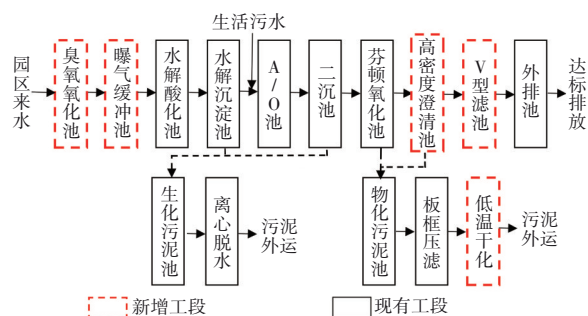 生活污水
园区来水
臭氧氧化池
曝气缓冲池
水解酸化池
水解沉淀池
A/O池
二沉池
芬顿氧化池
高密度澄清池
V型滤池
外排池
达标排放
生化污泥池
离心脱水
污泥外运
物化污泥池
板框压滤
低温干化
污泥外运
新增工段
现有工段